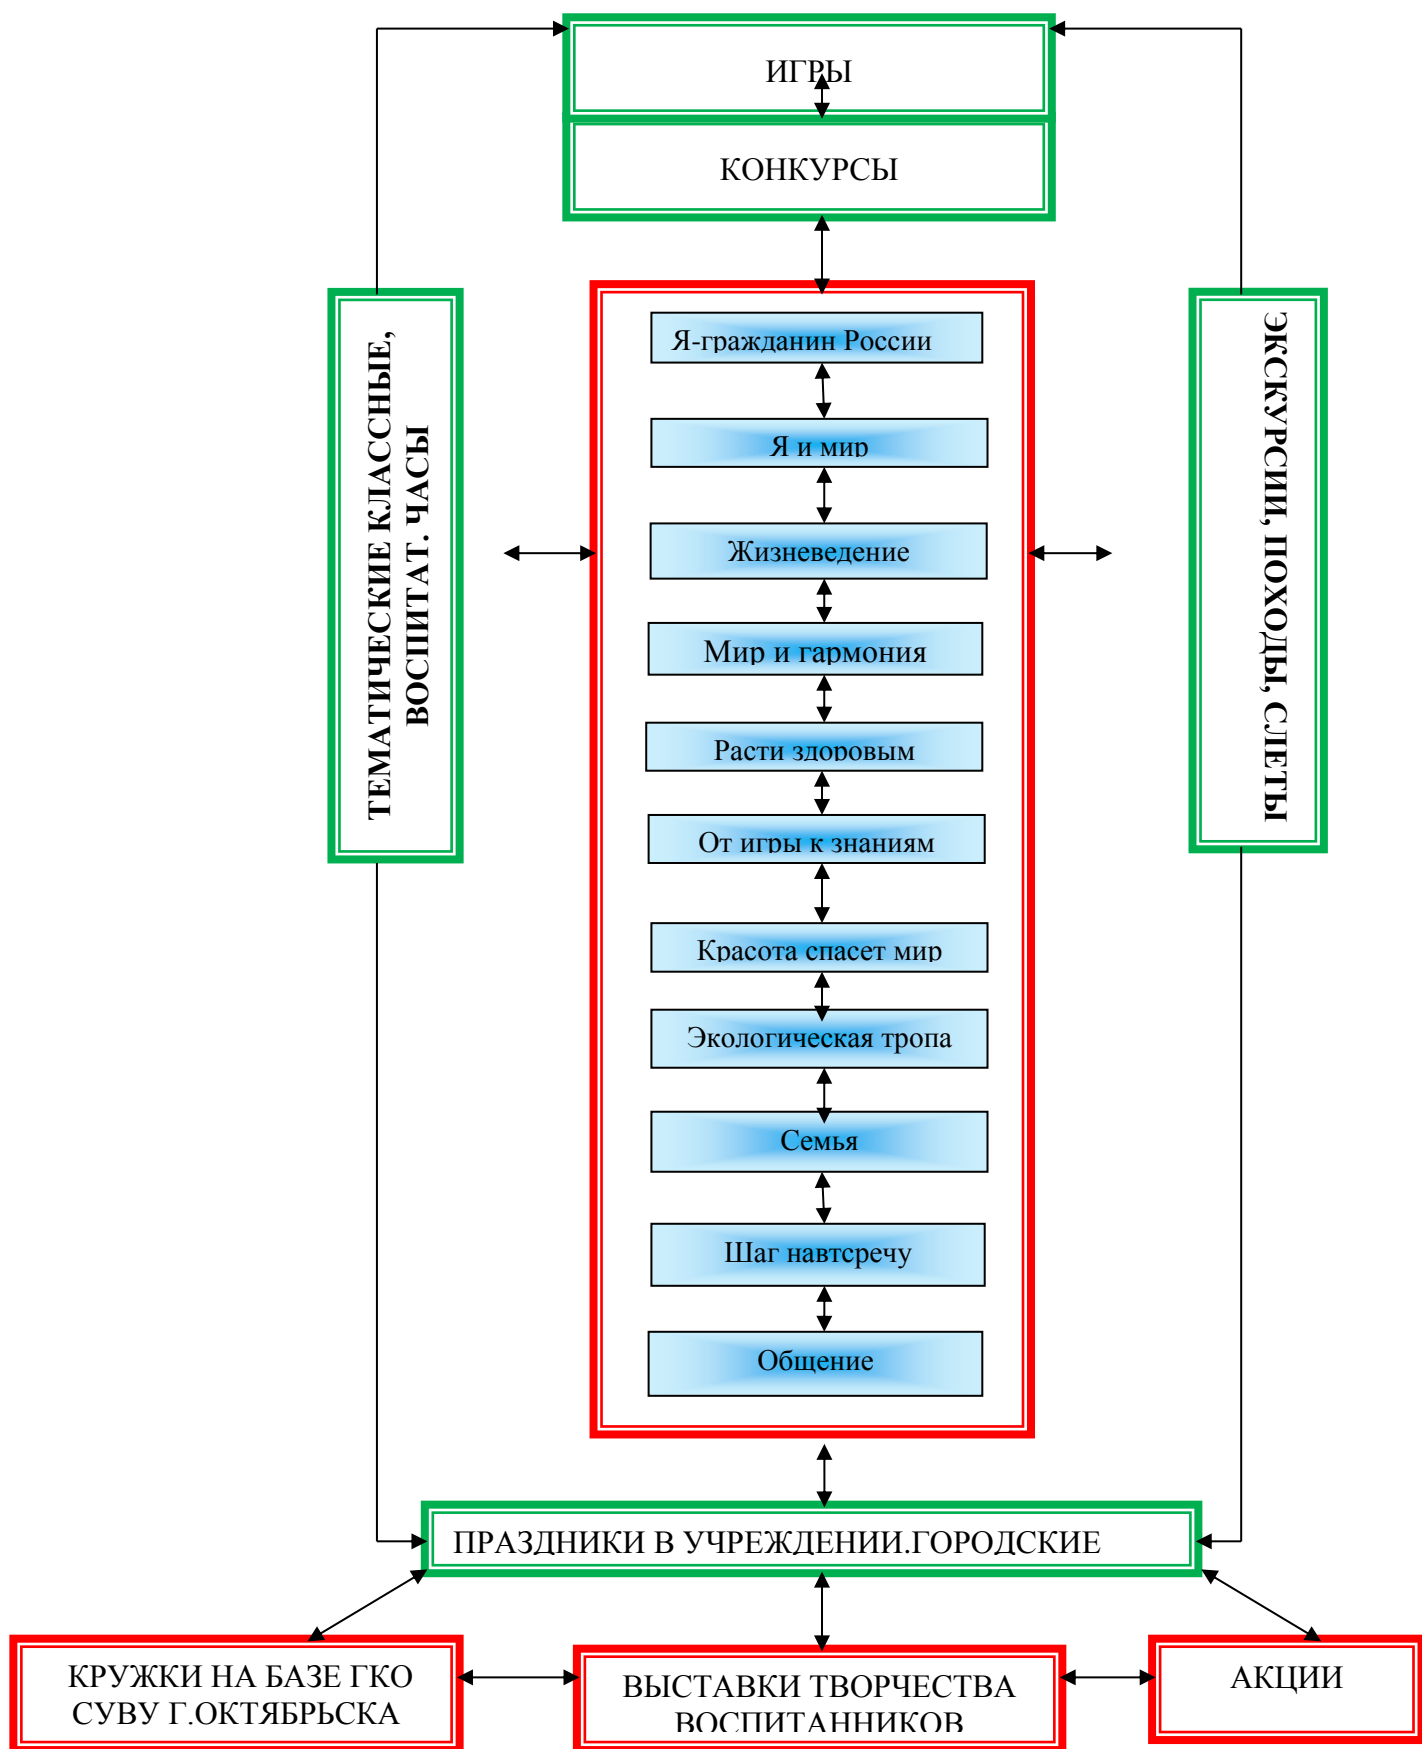 ИГРЫ
КОНКУРСЫ
ТЕМАТИЧЕСКИЕ КЛАССНЫЕ,
ВОСПИТАТ. ЧАСЫ
Я-гражданин России
Я и мир
Жизневедение
Мир и гармония
Расти здоровым
От игры к знаниям
Красота спасет мир
Экологическая тропа
Семья
Шаг навтсречу
Общение
ЭКСКУРСИИ, ПОХОДЫ, СЛЕТЫ
ПРАЗДНИКИ В УЧРЕЖДЕНИИ.ГОРОДСКИЕ
КРУЖКИ НА БАЗЕ ГКО
СУВУ Г.ОКТЯБРЬСКА
ВЫСТАВКИ ТВОРЧЕСТВА
ВОСПИТАННИКОВ
АКЦИИ